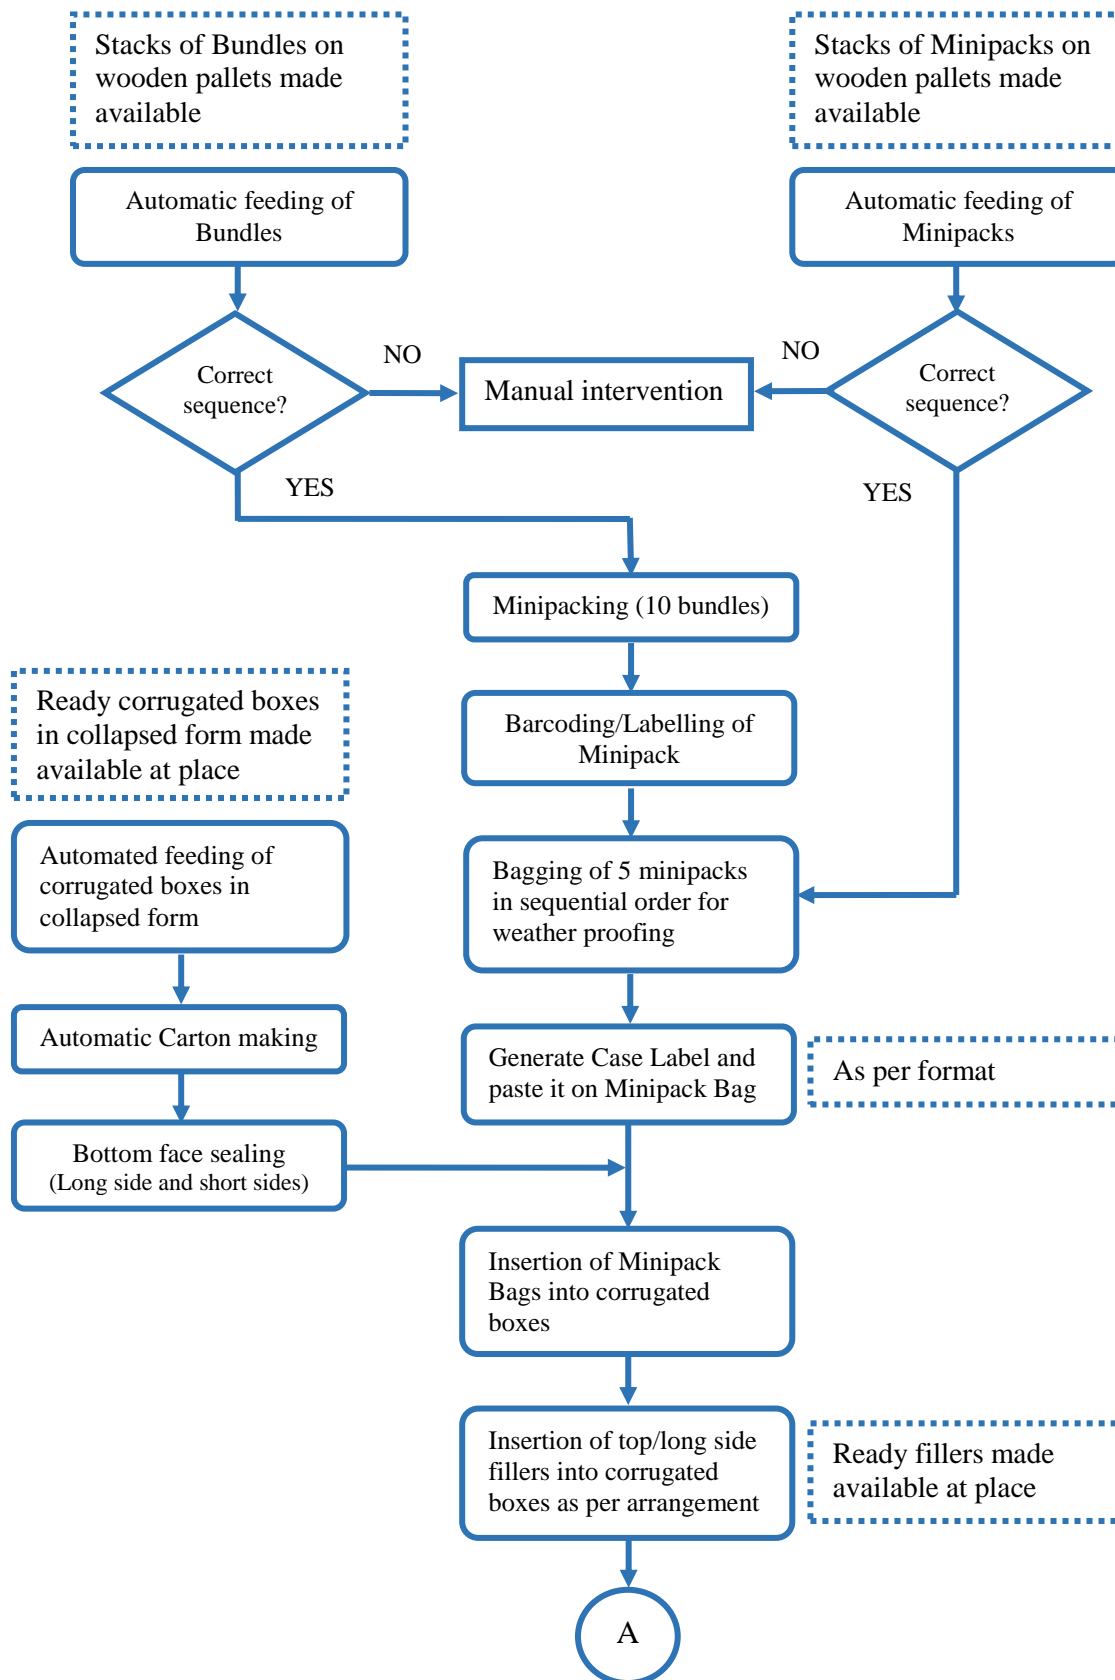 Stacks of Bundles on
wooden pallets made
available
Stacks of Minipacks on
wooden pallets made
available
Automatic feeding of
Bundles
Automatic feeding of
Minipacks
Correct
sequence?
NO
Manual intervention
NO
Correct
sequence?
YES
YES
Minipacking (10 bundles)
Ready corrugated boxes
in collapsed form made
available at place
Barcoding/Labelling of
Minipack
Automated feeding of
corrugated boxes in
collapsed form
Bagging of 5 minipacks
in sequential order for
weather proofing
Automatic Carton making
Generate Case Label and
paste it on Minipack Bag
As per format
Bottom face sealing
(Long side and short sides)
Insertion of Minipack
Bags into corrugated
boxes
Insertion of top/long side
fillers into corrugated
boxes as per arrangement
Ready fillers made
available at place
A